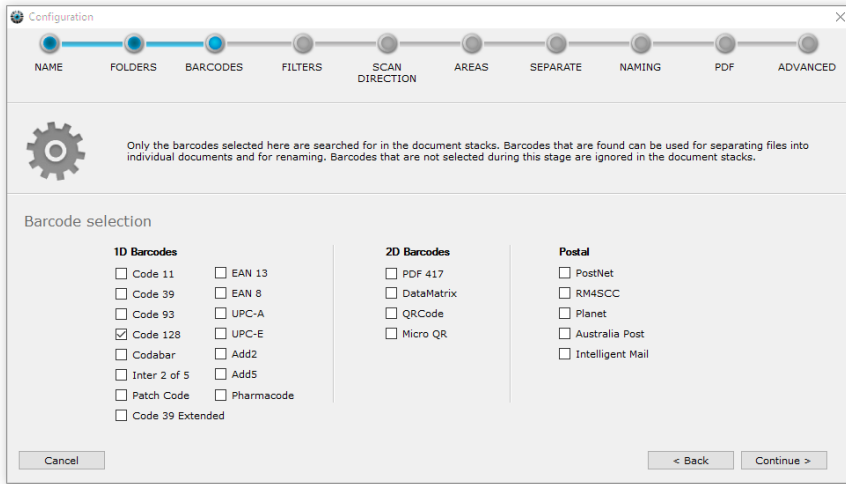 Configuration
NAME
FOLDERS
BARCODES
FILTERS
SCAN
DIRECTION
AREAS
SEPARATE
NAMING
PDF
ADVANCED
Only the barcodes selected here are searched for in the document stacks. Barcodes that are found can be used for separating files into
individual documents and for renaming. Barcodes that are not selected during this stage are ignored in the document stacks.
Barcode selection
1D Barcodes
Code 11
Code 39
Code 93
Code 128
Codabar
Inter 2 of 5
Patch Code
Code 39 Extended
EAN 13
EAN 8
UPC-A
UPC-E
Add2
Add5
Pharmacode
2D Barcodes
PDF 417
DataMatrix
QRCode
Micro QR
Postal
PostNet
RM4SCC
Planet
Australia Post
Intelligent Mail
Cancel
< Back
Continue >